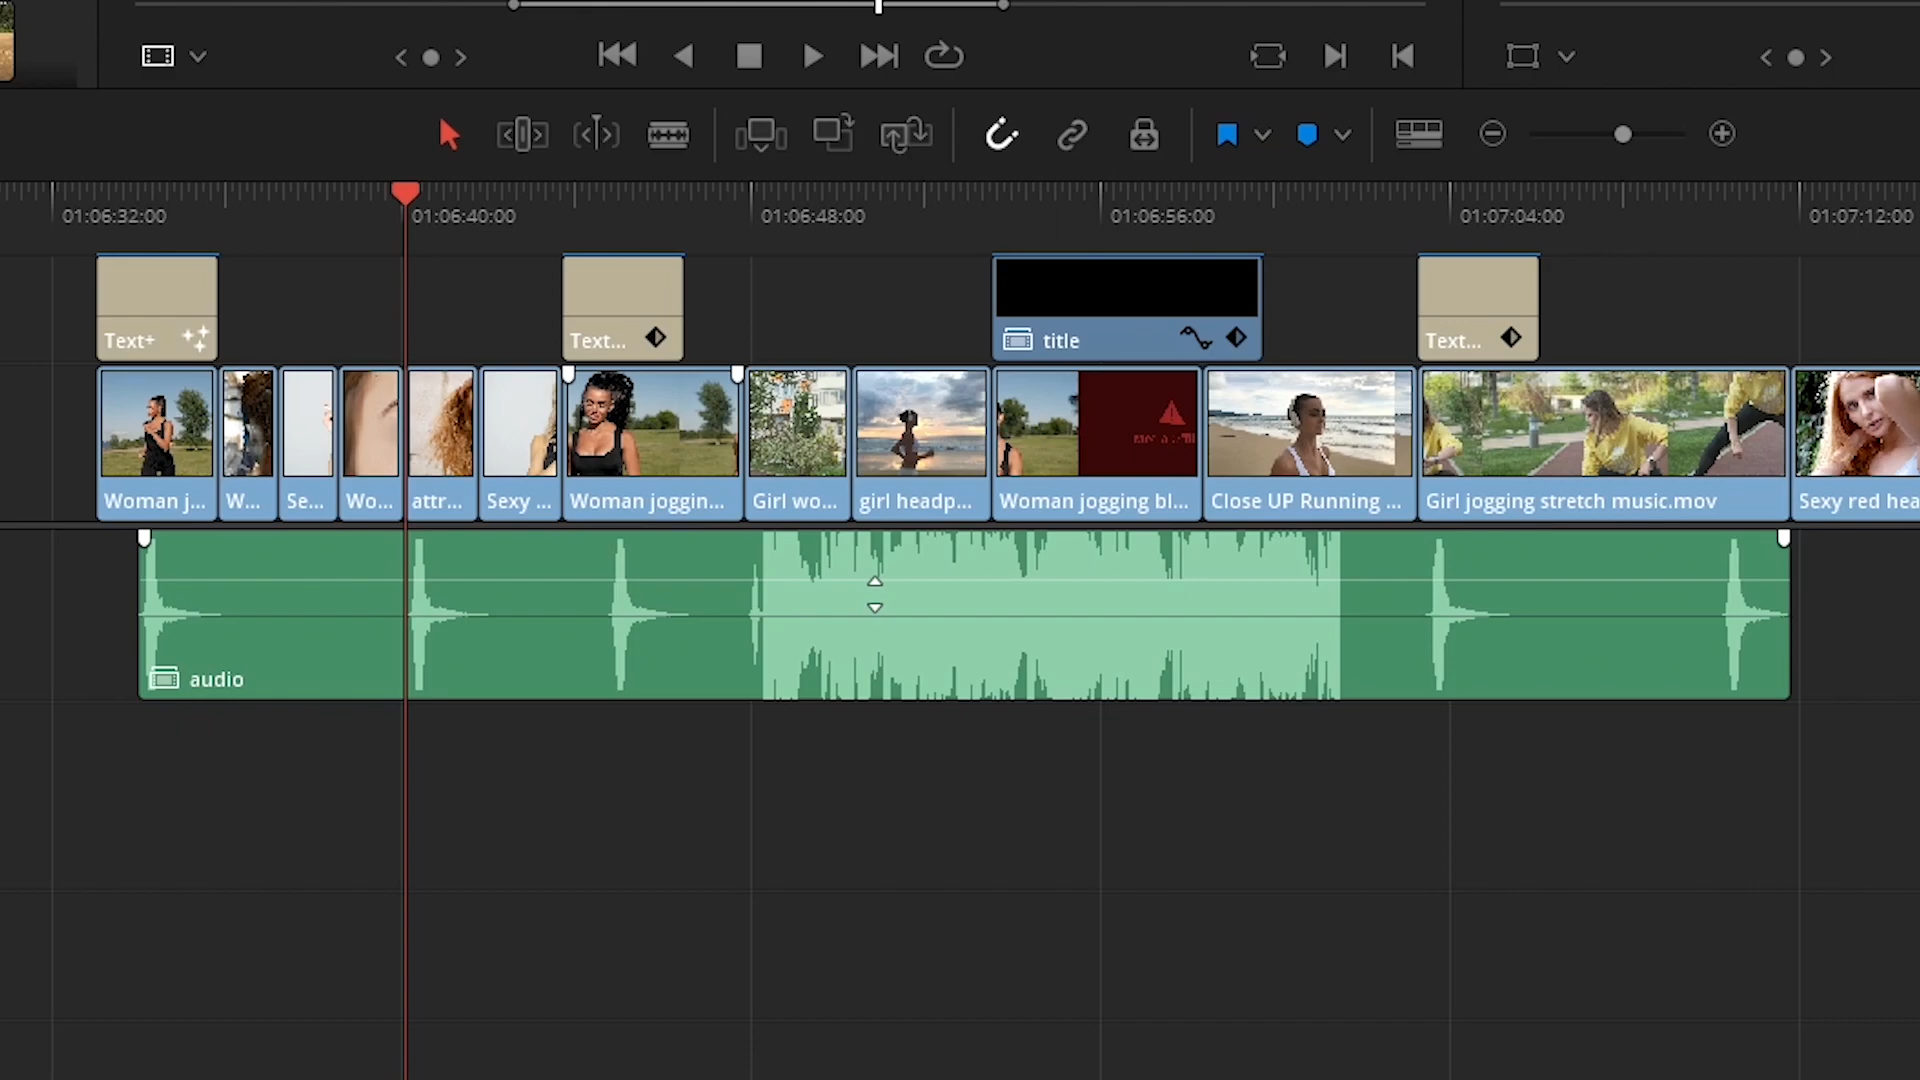 01:06:32:00 01:06:40:00 01:06:48:00 01:06:56:00 01:07:04:00 01:07:12:00
Text+ Text... title Text...
Woman j... W... Se... Wo... attr... Sexy ... Woman joggin... Girl wo... girl headp... Woman jogging bl... Close UP Running ... Girl jogging stretch music.mov Sexy red hea
audio